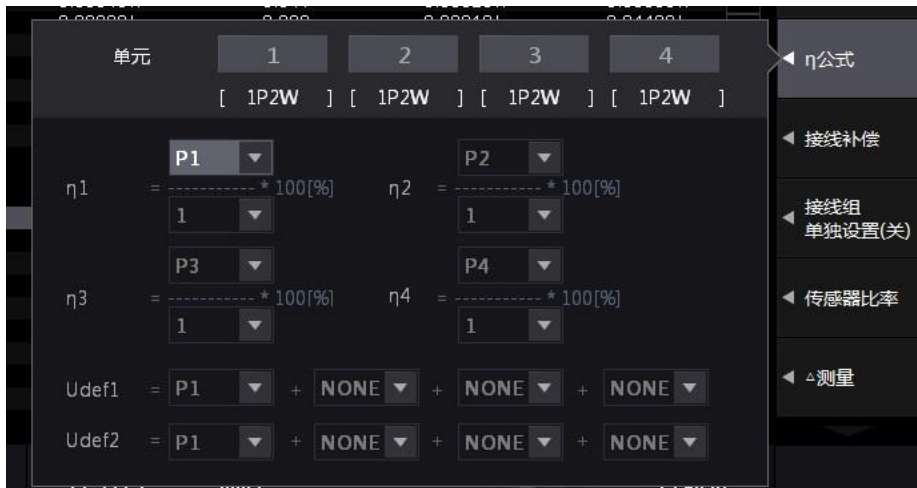 单元 1 2 3 4
[ 1P2W ] [ 1P2W ] [ 1P2W ] [ 1P2W ]
P1 P2
η1 = ----------- * 100[%] η2 = ----------- * 100[%]
1 1
P3 P4
η3 = ----------- * 100[%] η4 = ----------- * 100[%]
1 1
Udef1 = P1 + NONE + NONE + NONE
Udef2 = P1 + NONE + NONE + NONE
η公式
接线补偿
接线组
单独设置(关)
传感器比率
△测量